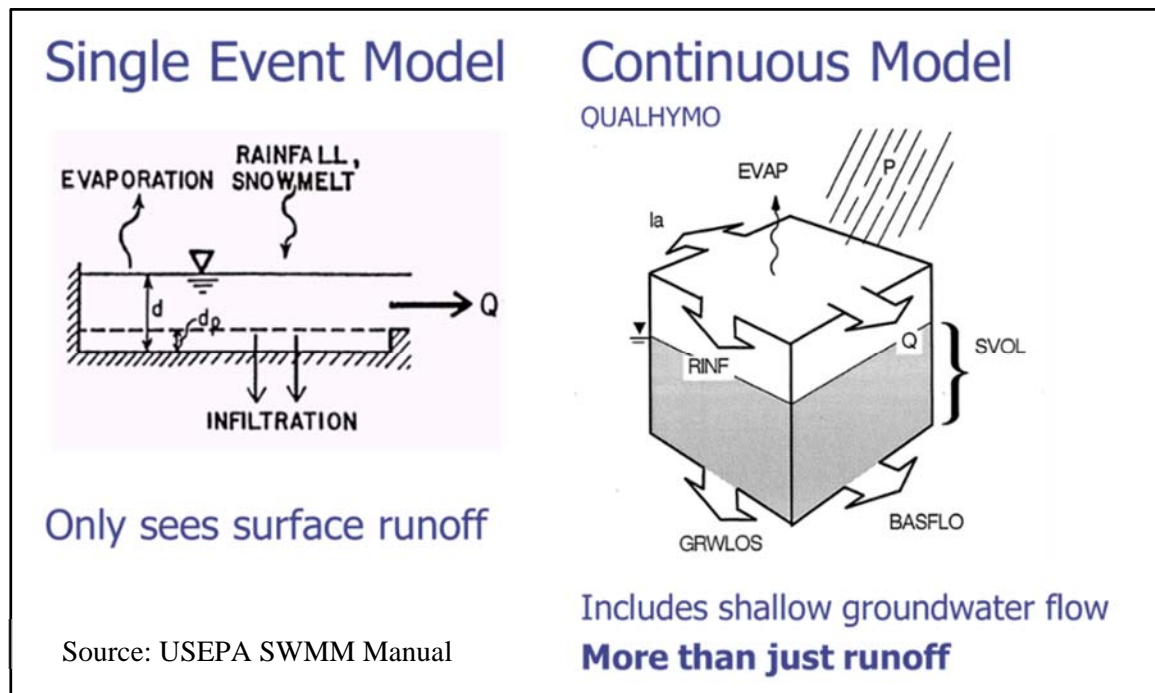 Single Event Model
EVAPORATION
RAINFALL,
SNOWMELT
d
dp
Q
INFILTRATION
Only sees surface runoff
Source: USEPA SWMM Manual
Continuous Model
QUALHYMO
EVAP
P
Ia
RINF
Q
SVOL
GRWLOS
BASFLO
Includes shallow groundwater flow
More than just runoff